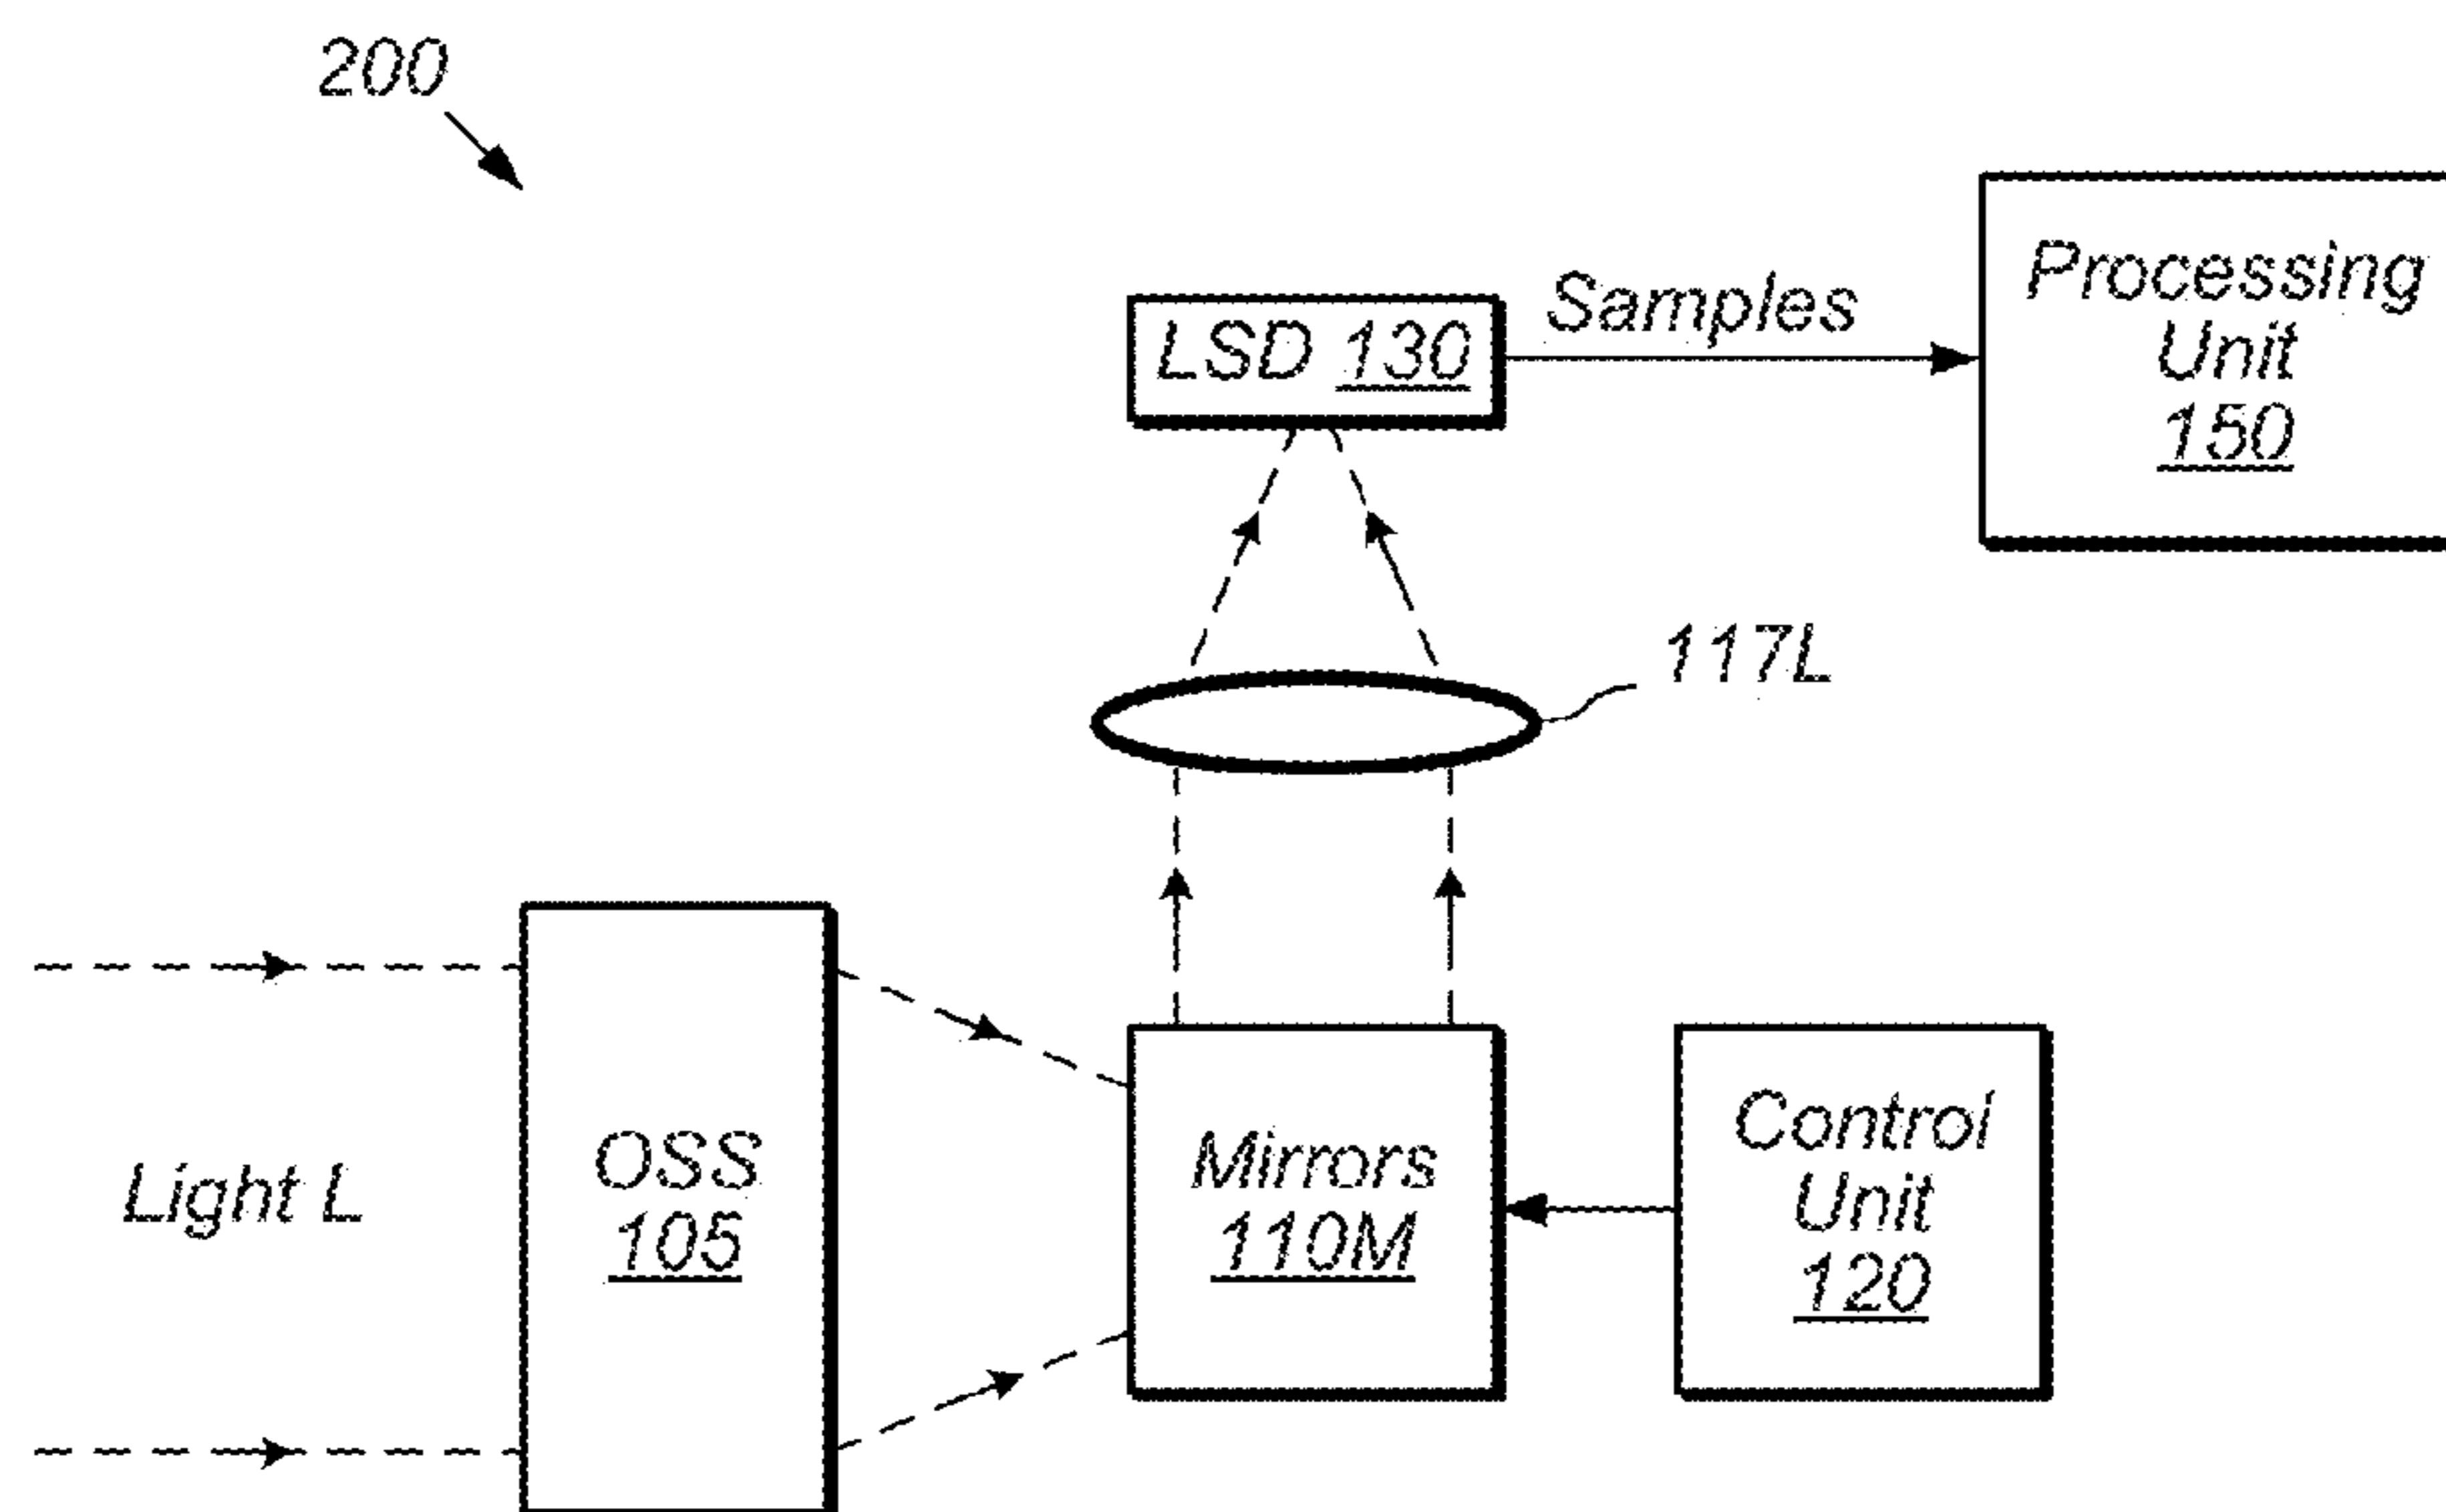 200
LSD 130
Samples
Processing
Unit
150
117L
Light L
OSS
105
Mirrors
110M
Control
Unit
120